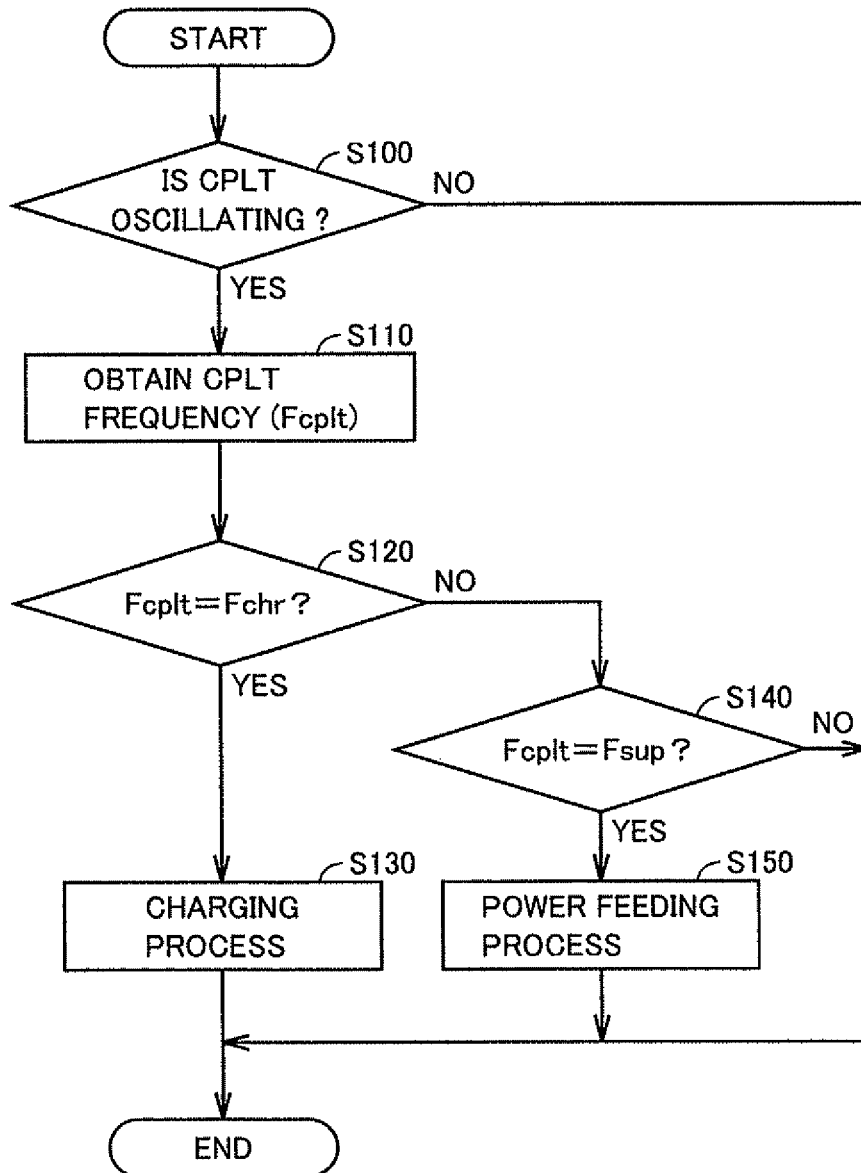 START
S100
IS CPLT
OSCILLATING ?
NO
YES
S110
OBTAIN CPLT
FREQUENCY (Fcplt)
S120
Fcplt=Fchr ?
NO
YES
S140
Fcplt=Fsup ?
NO
YES
S130
CHARGING
PROCESS
S150
POWER FEEDING
PROCESS
END